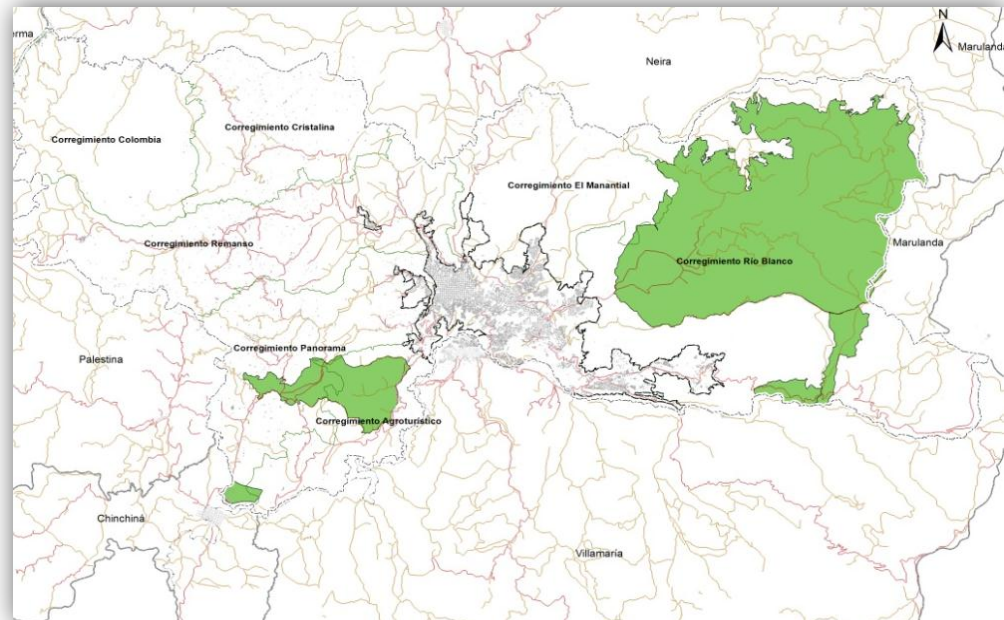 N
Marulanda
Neira
Corregimiento Cristalina
Corregimiento Colombia
Corregimiento El Manantial
Corregimiento Remanso
Marulanda
Corregimiento Río Blanco
Corregimiento Panorama
Palestina
Corregimiento Agroturístico
Chinchiná
Villamaría